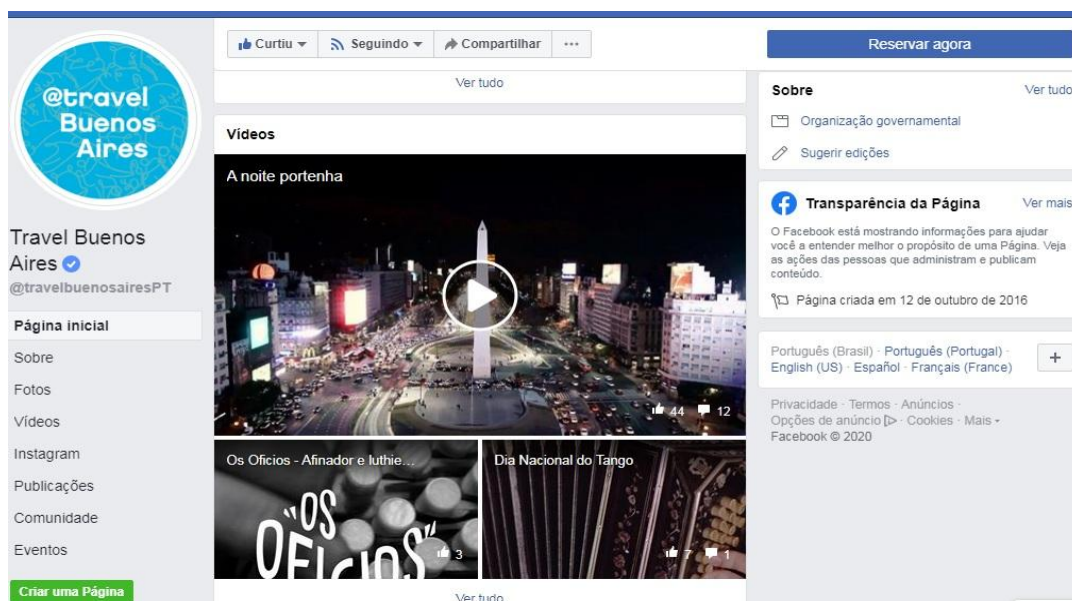 @travel
Buenos
Aires
Travel Buenos
Aires
@travelbuenosairesPT
Página inicial
Sobre
Fotos
Vídeos
Instagram
Publicações
Comunidade
Eventos
Criar uma Página
Curtiu
Seguindo
Compartilhar
...
Ver tudo
Vídeos
A noite portenha
44
12
Os Oficios - Afinador e luthie...
"OS
OFICIOS"
3
Dia Nacional do Tango
7
1
Ver tudo
Reservar agora
Sobre
Ver tudo
Organização governamental
Sugerir edições
Transparência da Página
Ver mais
O Facebook está mostrando informações para ajudar
você a entender melhor o propósito de uma Página. Veja
as ações das pessoas que administram e publicam
conteúdo.
Página criada em 12 de outubro de 2016
Português (Brasil) · Português (Portugal) ·
English (US) · Español · Français (France)
+
Privacidade · Termos · Anúncios ·
Opções de anúncio · Cookies · Mais
Facebook © 2020